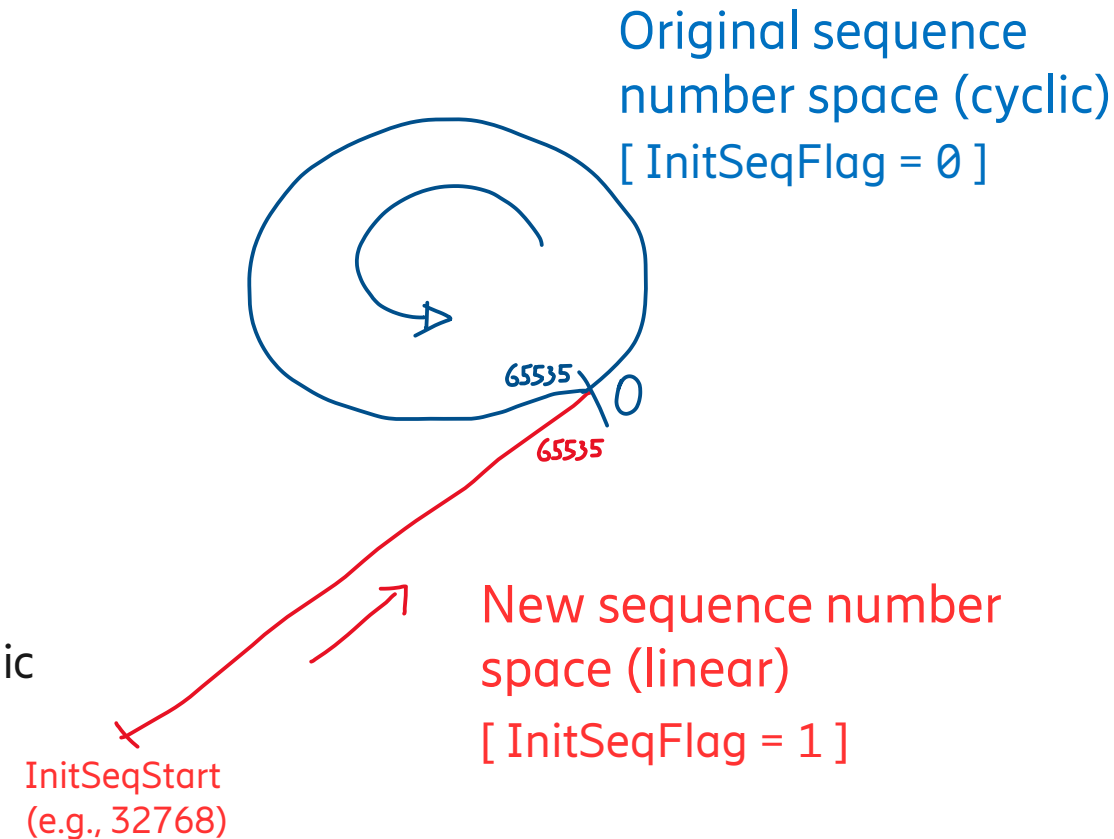 Original sequence
number space (cyclic)
[ InitSeqFlag = 0 ]
65535
0
65535
New sequence number
space (linear)
[ InitSeqFlag = 1 ]
ic
InitSeqStart
(e.g., 32768)